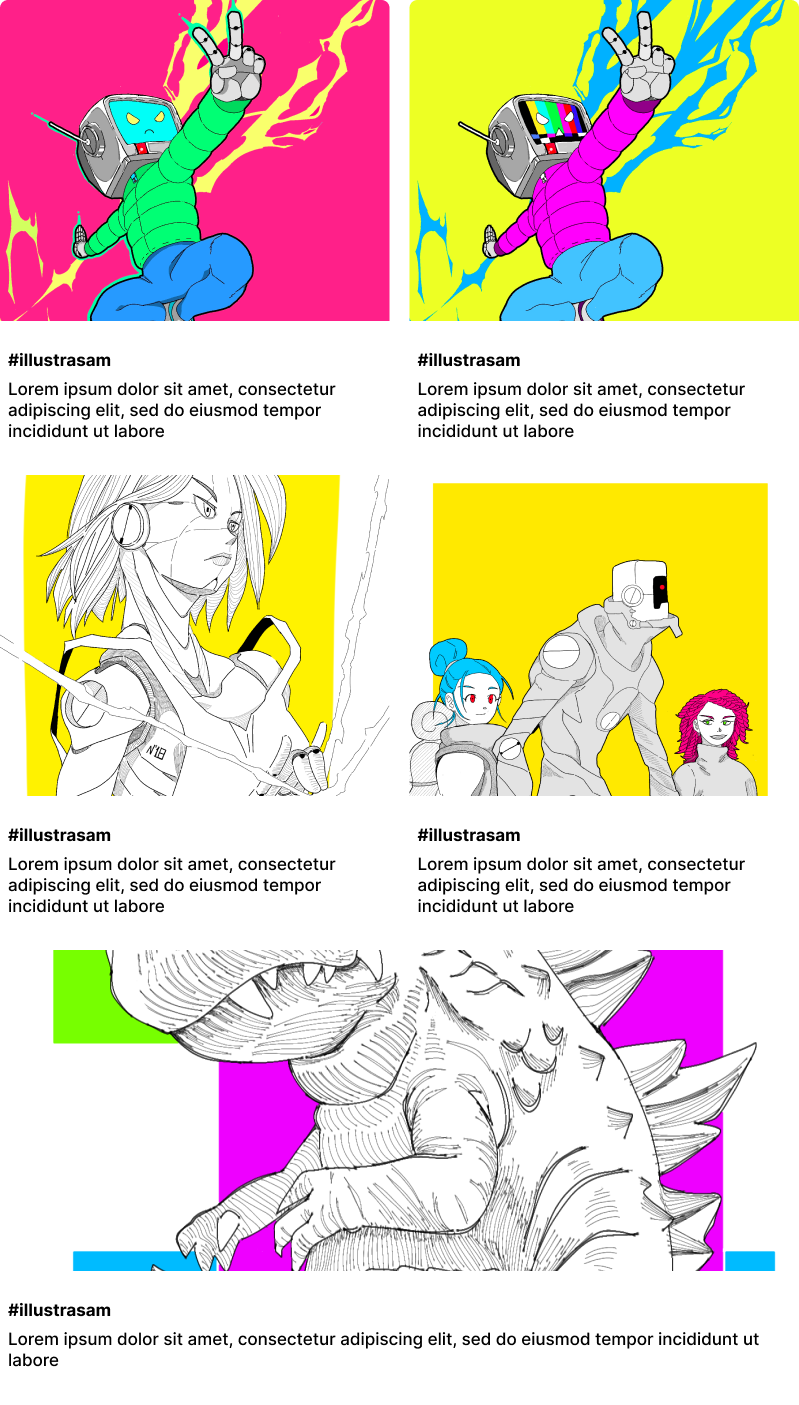 #illustrasam
Lorem ipsum dolor sit amet, consectetur
adipiscing elit, sed do eiusmod tempor
incididunt ut labore
#illustrasam
Lorem ipsum dolor sit amet, consectetur
adipiscing elit, sed do eiusmod tempor
incididunt ut labore
N°18
#illustrasam
Lorem ipsum dolor sit amet, consectetur
adipiscing elit, sed do eiusmod tempor
incididunt ut labore
#illustrasam
Lorem ipsum dolor sit amet, consectetur
adipiscing elit, sed do eiusmod tempor
incididunt ut labore
#illustrasam
Lorem ipsum dolor sit amet, consectetur adipiscing elit, sed do eiusmod tempor incididunt ut
labore